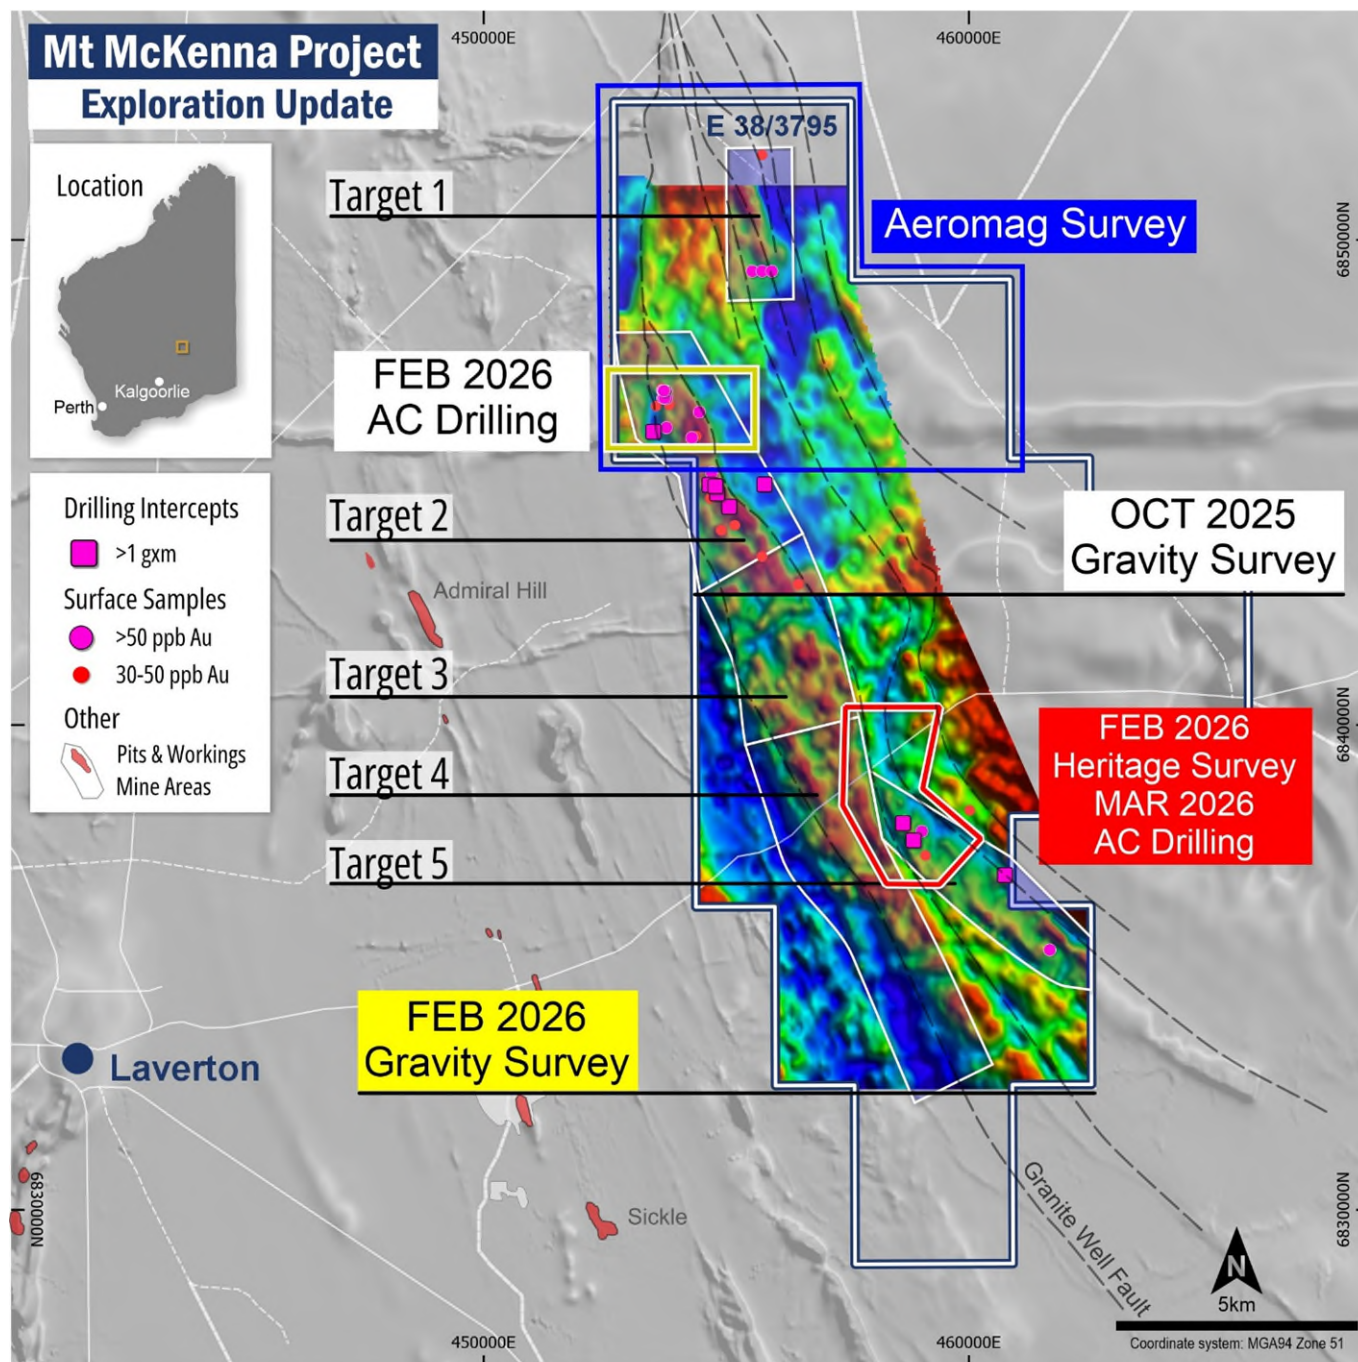 Mt McKenna Project
Exploration Update
450000E
460000E
Location
Kalgoorlie
Perth
E 38/3795
Target 1
Aeromag Survey
6850000N
FEB 2026
AC Drilling
Drilling Intercepts
>1 gxm
Surface Samples
>50 ppb Au
30-50 ppb Au
Other
Pits & Workings
Mine Areas
Target 2
OCT 2025
Gravity Survey
Admiral Hill
Target 3
6840000N
FEB 2026
Heritage Survey
MAR 2026
AC Drilling
Target 4
Target 5
FEB 2026
Gravity Survey
Laverton
6830000N
Sickle
Granite Well Fault
6830000N
N
5km
450000E
460000E
Coordinate system: MGA94 Zone 51